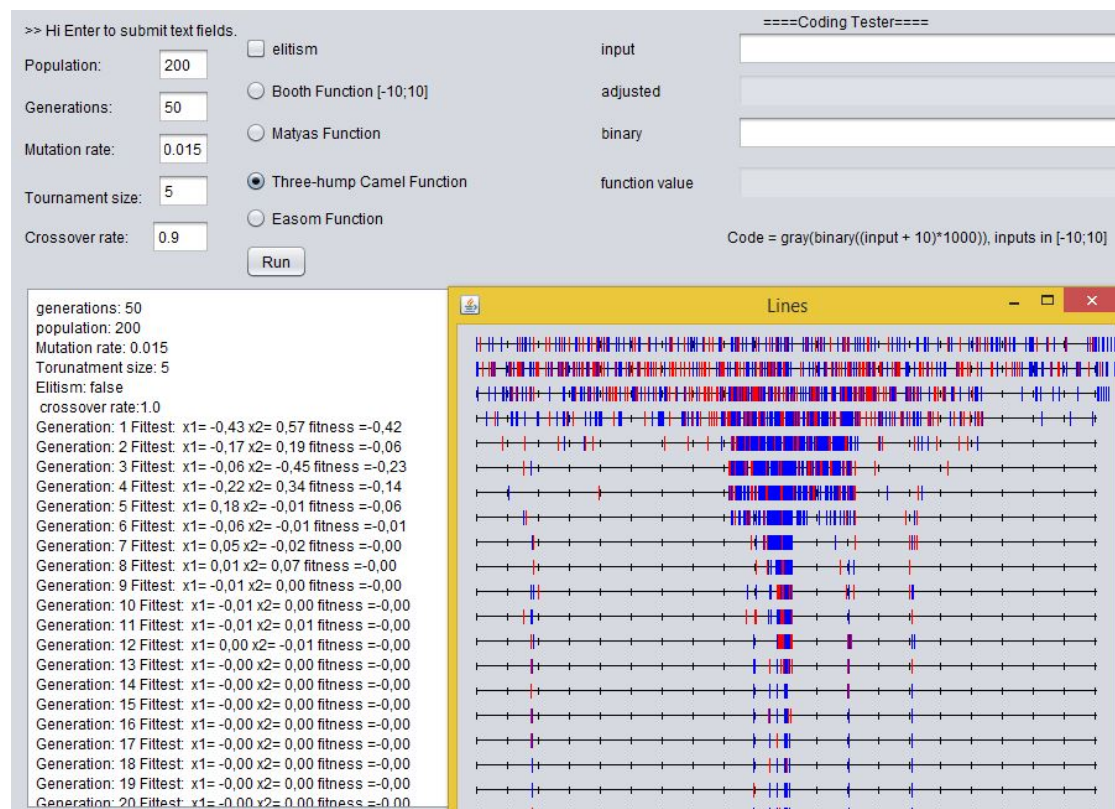 >> Hi Enter to submit text fields.
Population:
200
Generations:
50
Mutation rate:
0.015
Tournament size:
5
Crossover rate:
0.9
elitism
Booth Function [-10;10]
Matyas Function
Three-hump Camel Function
Easom Function
Run
====Coding Tester====
input
adjusted
binary
function value
Code = gray(binary((input + 10)*1000)), inputs in [-10;10]
generations: 50
population: 200
Mutation rate: 0.015
Torunatment size: 5
Elitism: false
crossover rate:1.0
Generation: 1 Fittest: x1= -0,43 x2= 0,57 fitness =-0,42
Generation: 2 Fittest: x1= -0,17 x2= 0,19 fitness =-0,06
Generation: 3 Fittest: x1= -0,06 x2= -0,45 fitness =-0,23
Generation: 4 Fittest: x1= -0,22 x2= 0,34 fitness =-0,14
Generation: 5 Fittest: x1= 0,18 x2= -0,01 fitness =-0,06
Generation: 6 Fittest: x1= -0,06 x2= -0,01 fitness =-0,01
Generation: 7 Fittest: x1= 0,05 x2= -0,02 fitness =-0,00
Generation: 8 Fittest: x1= 0,01 x2= 0,07 fitness =-0,00
Generation: 9 Fittest: x1= -0,01 x2= 0,00 fitness =-0,00
Generation: 10 Fittest: x1= -0,01 x2= 0,00 fitness =-0,00
Generation: 11 Fittest: x1= -0,01 x2= 0,01 fitness =-0,00
Generation: 12 Fittest: x1= 0,00 x2= -0,01 fitness =-0,00
Generation: 13 Fittest: x1= -0,00 x2= 0,00 fitness =-0,00
Generation: 14 Fittest: x1= -0,00 x2= 0,00 fitness =-0,00
Generation: 15 Fittest: x1= -0,00 x2= 0,00 fitness =-0,00
Generation: 16 Fittest: x1= -0,00 x2= 0,00 fitness =-0,00
Generation: 17 Fittest: x1= -0,00 x2= 0,00 fitness =-0,00
Generation: 18 Fittest: x1= -0,00 x2= 0,00 fitness =-0,00
Generation: 19 Fittest: x1= -0,00 x2= 0,00 fitness =-0,00
Generation: 20 Fittest: x1= -0,00 x2= 0,00 fitness =-0,00
Lines